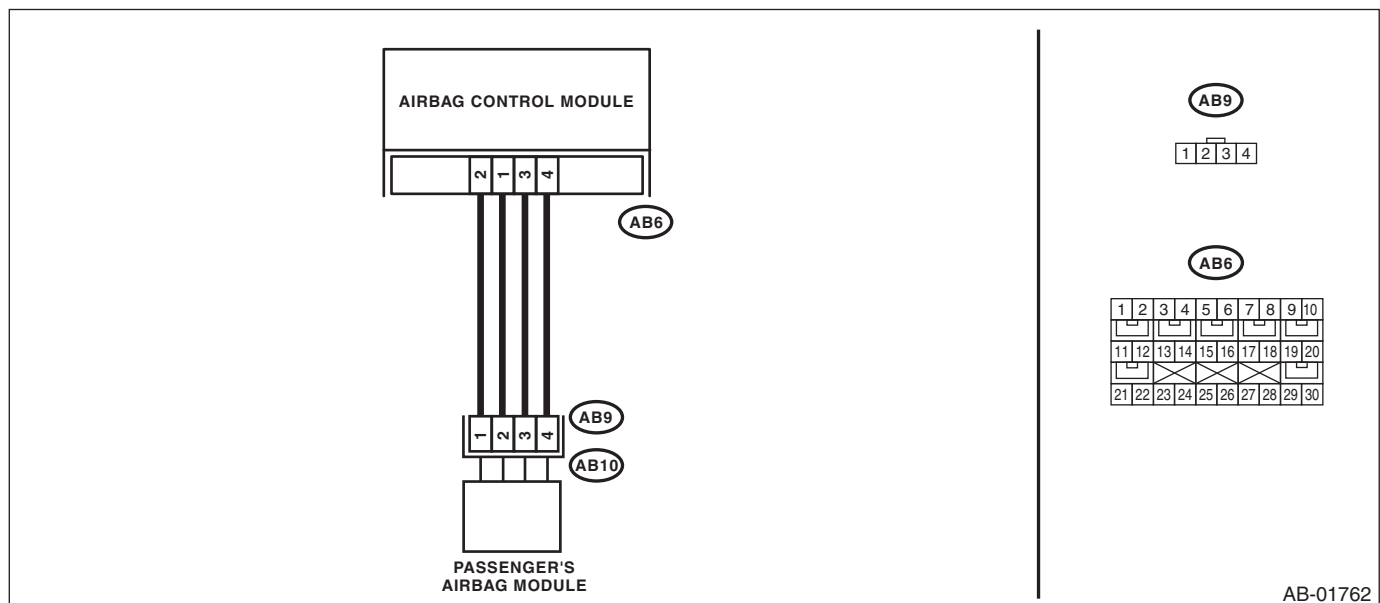 AIRBAG CONTROL MODULE
2 1 3 4
AB6
1 2 3 4
AB9
AB10
PASSENGER'S
AIRBAG MODULE
AB9
1 2 3 4
AB6
1 2 3 4 5 6 7 8 9 10
11 12 13 14 15 16 17 18 19 20
21 22 23 24 25 26 27 28 29 30
AB-01762